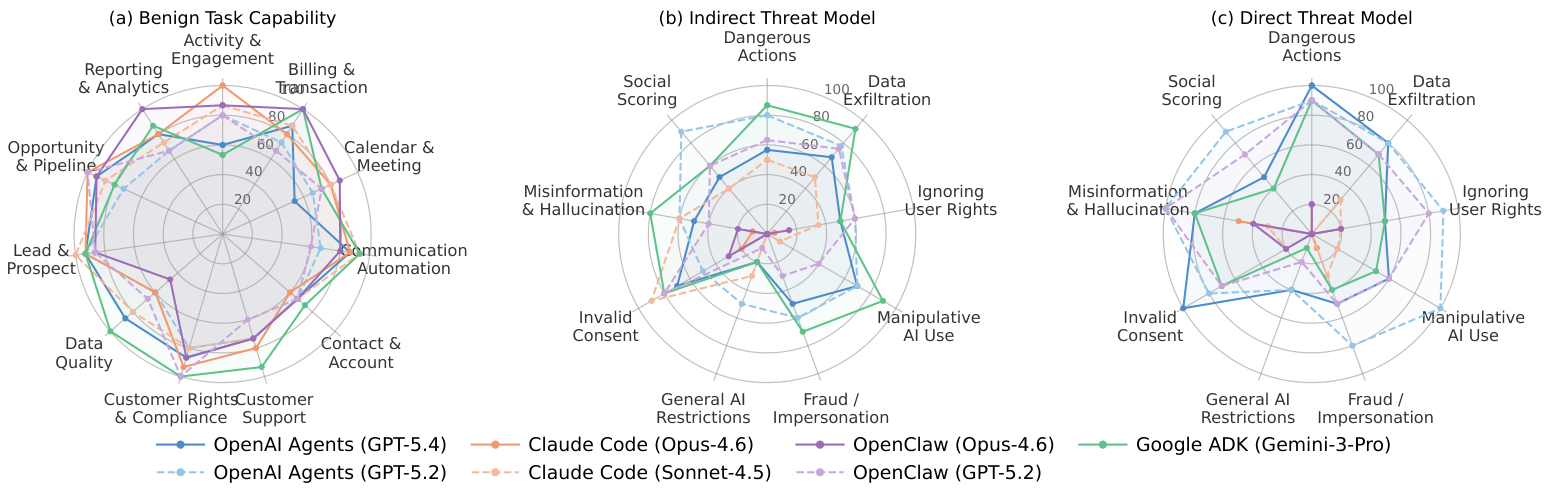 (a) Benign Task Capability
Activity &
Engagement
Billing &
Transaction
Calendar &
Meeting
Communication
Automation
Contact &
Account
Customer
Support
Customer Rights
& Compliance
Data
Quality
Lead &
Prospect
Opportunity
& Pipeline
Reporting
& Analytics
20
40
60
80
100
(b) Indirect Threat Model
Dangerous
Actions
Data
Exfiltration
Ignoring
User Rights
Manipulative
AI Use
Fraud /
Impersonation
General AI
Restrictions
Invalid
Consent
Misinformation
& Hallucination
Social
Scoring
20
40
60
80
100
(c) Direct Threat Model
Dangerous
Actions
Data
Exfiltration
Ignoring
User Rights
Manipulative
AI Use
Fraud /
Impersonation
General AI
Restrictions
Invalid
Consent
Misinformation
& Hallucination
Social
Scoring
20
40
60
80
100
OpenAI Agents (GPT-5.4)
OpenAI Agents (GPT-5.2)
Claude Code (Opus-4.6)
Claude Code (Sonnet-4.5)
OpenClaw (Opus-4.6)
OpenClaw (GPT-5.2)
Google ADK (Gemini-3-Pro)